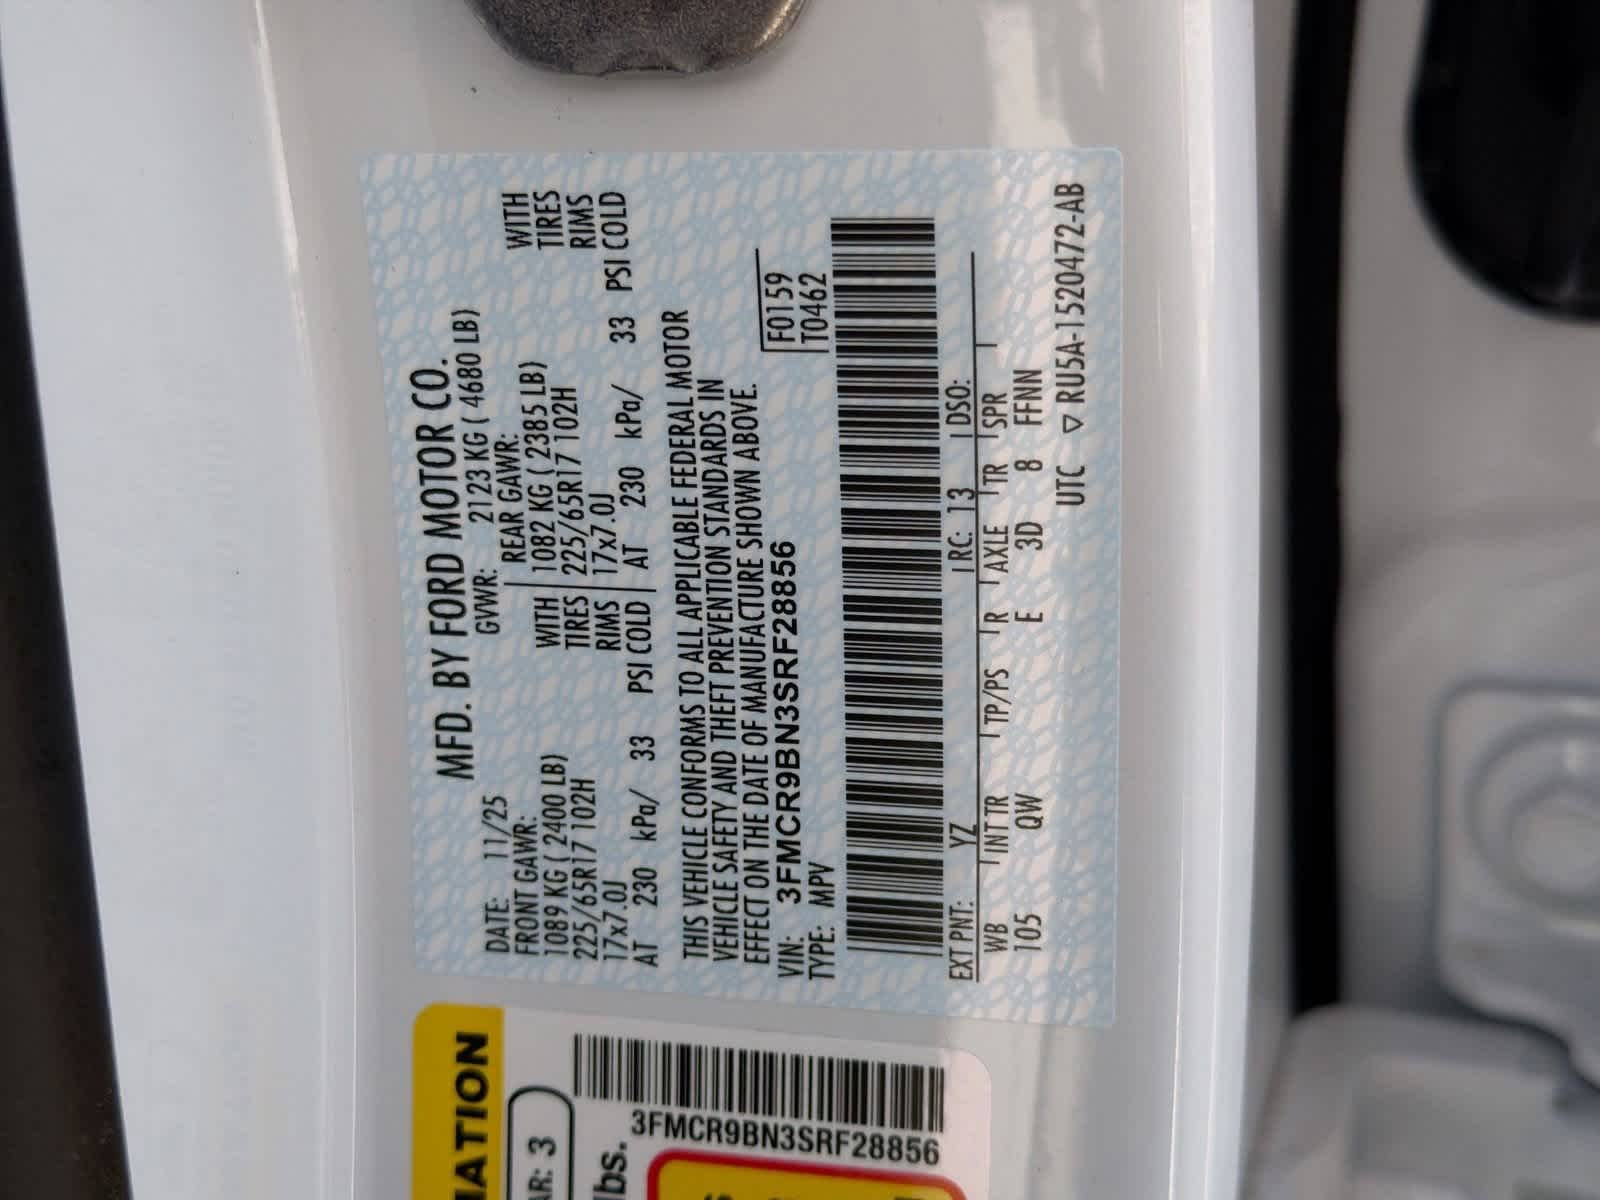 MFD. BY FORD MOTOR CO.
DATE: 11/25 GVWR: 2123 KG ( 4680 LB)
FRONT GAWR: REAR GAWR:
1089 KG ( 2400 LB) WITH 1082 KG ( 2385 LB) WITH
225/65R17 102H TIRES 225/65R17 102H TIRES
17x7.0J RIMS 17x7.0J RIMS
AT 230 kPa/ 33 PSI COLD AT 230 kPa/ 33 PSI COLD
THIS VEHICLE CONFORMS TO ALL APPLICABLE FEDERAL MOTOR
VEHICLE SAFETY AND THEFT PREVENTION STANDARDS IN
EFFECT ON THE DATE OF MANUFACTURE SHOWN ABOVE.
VIN: 3FMCR9BN3SRF28856 F0159
TYPE: MPV T0462
EXT PNT: YZ RC: 13 DSO:
WB INT TR TP/PS R AXLE TR SPR
105 QW E 3D 8 FFNN
UTC ▽ RU5A-1520472-AB
MATION
AR: 3
lbs.
3FMCR9BN3SRF28856